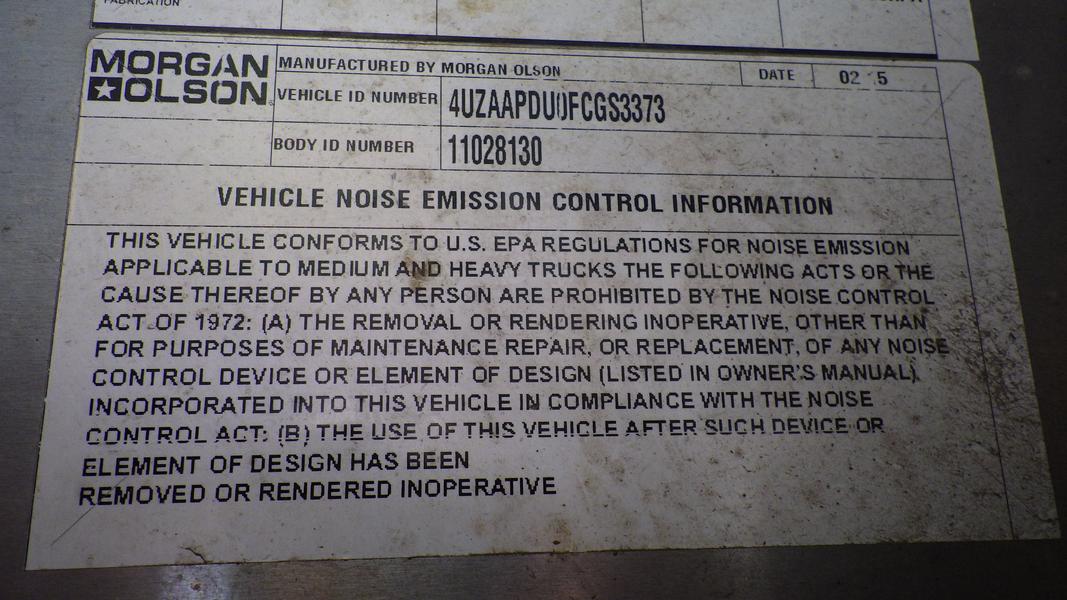 FABRICATION
MORGAN
OLSON
MANUFACTURED BY MORGAN OLSON
DATE
VEHICLE ID NUMBER 4UZAAPDU0FCGS3373
BODY ID NUMBER 11028130
VEHICLE NOISE EMISSION CONTROL INFORMATION
THIS VEHICLE CONFORMS TO U.S. EPA REGULATIONS FOR NOISE EMISSION
APPLICABLE TO MEDIUM AND HEAVY TRUCKS THE FOLLOWING ACTS OR THE
CAUSE THEREOF BY ANY PERSON ARE PROHIBITED BY THE NOISE CONTROL
ACT OF 1972: (A) THE REMOVAL OR RENDERING INOPERATIVE, OTHER THAN
FOR PURPOSES OF MAINTENANCE REPAIR, OR REPLACEMENT, OF ANY NOISE
CONTROL DEVICE OR ELEMENT OF DESIGN (LISTED IN OWNER'S MANUAL).
INCORPORATED INTO THIS VEHICLE IN COMPLIANCE WITH THE NOISE
CONTROL ACT: (B) THE USE OF THIS VEHICLE AFTER SUCH DEVICE OR
ELEMENT OF DESIGN HAS BEEN
REMOVED OR RENDERED INOPERATIVE